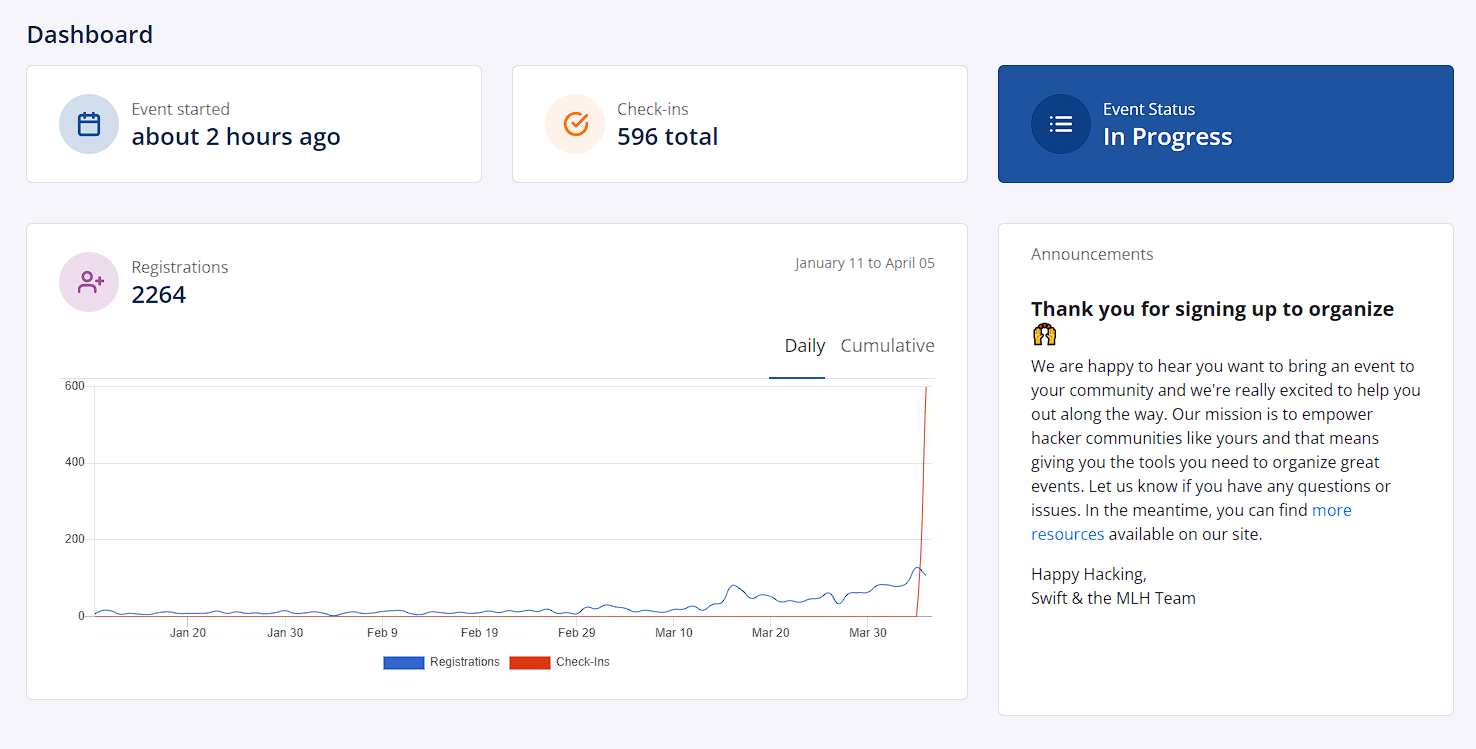 Dashboard
Event started
about 2 hours ago
Check-ins
596 total
Event Status
In Progress
Registrations
2264
January 11 to April 05
Daily Cumulative
600
400
200
0
Jan 20 Jan 30 Feb 9 Feb 19 Feb 29 Mar 10 Mar 20 Mar 30
Registrations Check-Ins
Announcements
Thank you for signing up to organize
🙌
We are happy to hear you want to bring an event to
your community and we're really excited to help you
out along the way. Our mission is to empower
hacker communities like yours and that means
giving you the tools you need to organize great
events. Let us know if you have any questions or
issues. In the meantime, you can find more
resources available on our site.
Happy Hacking,
Swift & the MLH Team